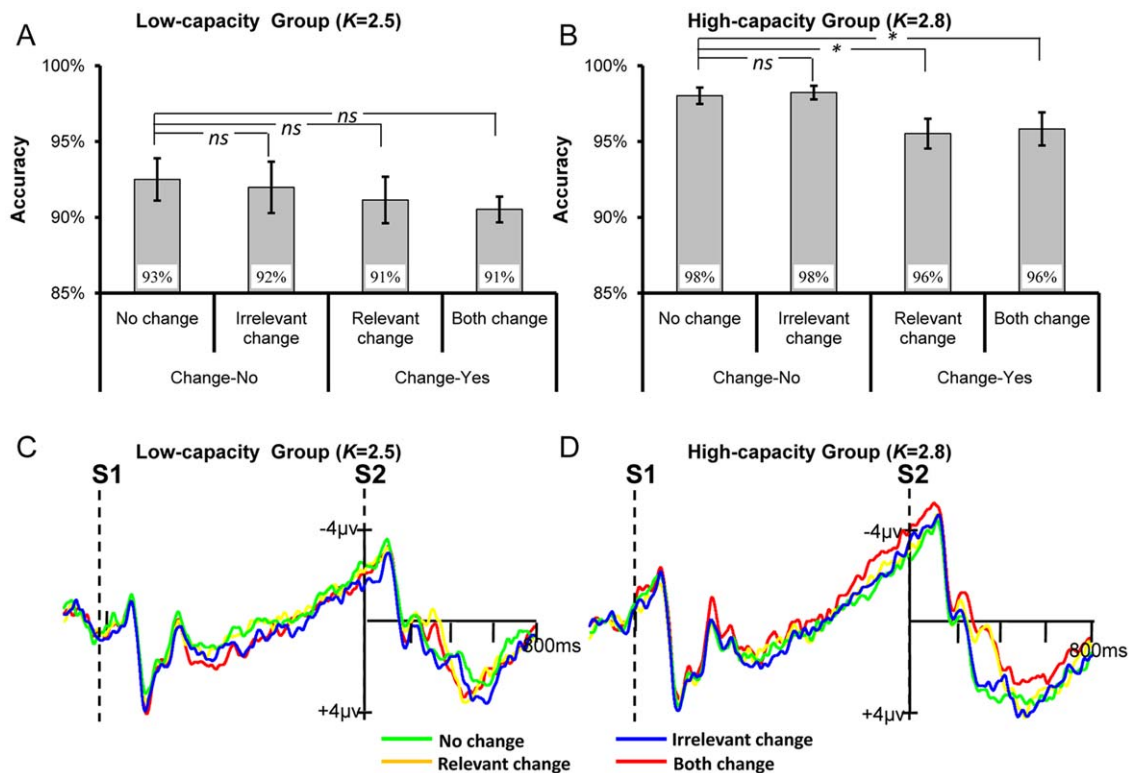 A
Low-capacity Group (K=2.5)
100%
95%
90%
85%
Accuracy
ns
ns
ns
93%
92%
91%
91%
No change
Irrelevant change
Relevant change
Both change
Change-No
Change-Yes
B
High-capacity Group (K=2.8)
100%
95%
90%
85%
Accuracy
*
*
ns
98%
98%
96%
96%
No change
Irrelevant change
Relevant change
Both change
Change-No
Change-Yes
C
Low-capacity Group (K=2.5)
S1
S2
-4μv
+4μv
800ms
D
High-capacity Group (K=2.8)
S1
S2
-4μv
+4μv
800ms
No change
Irrelevant change
Relevant change
Both change